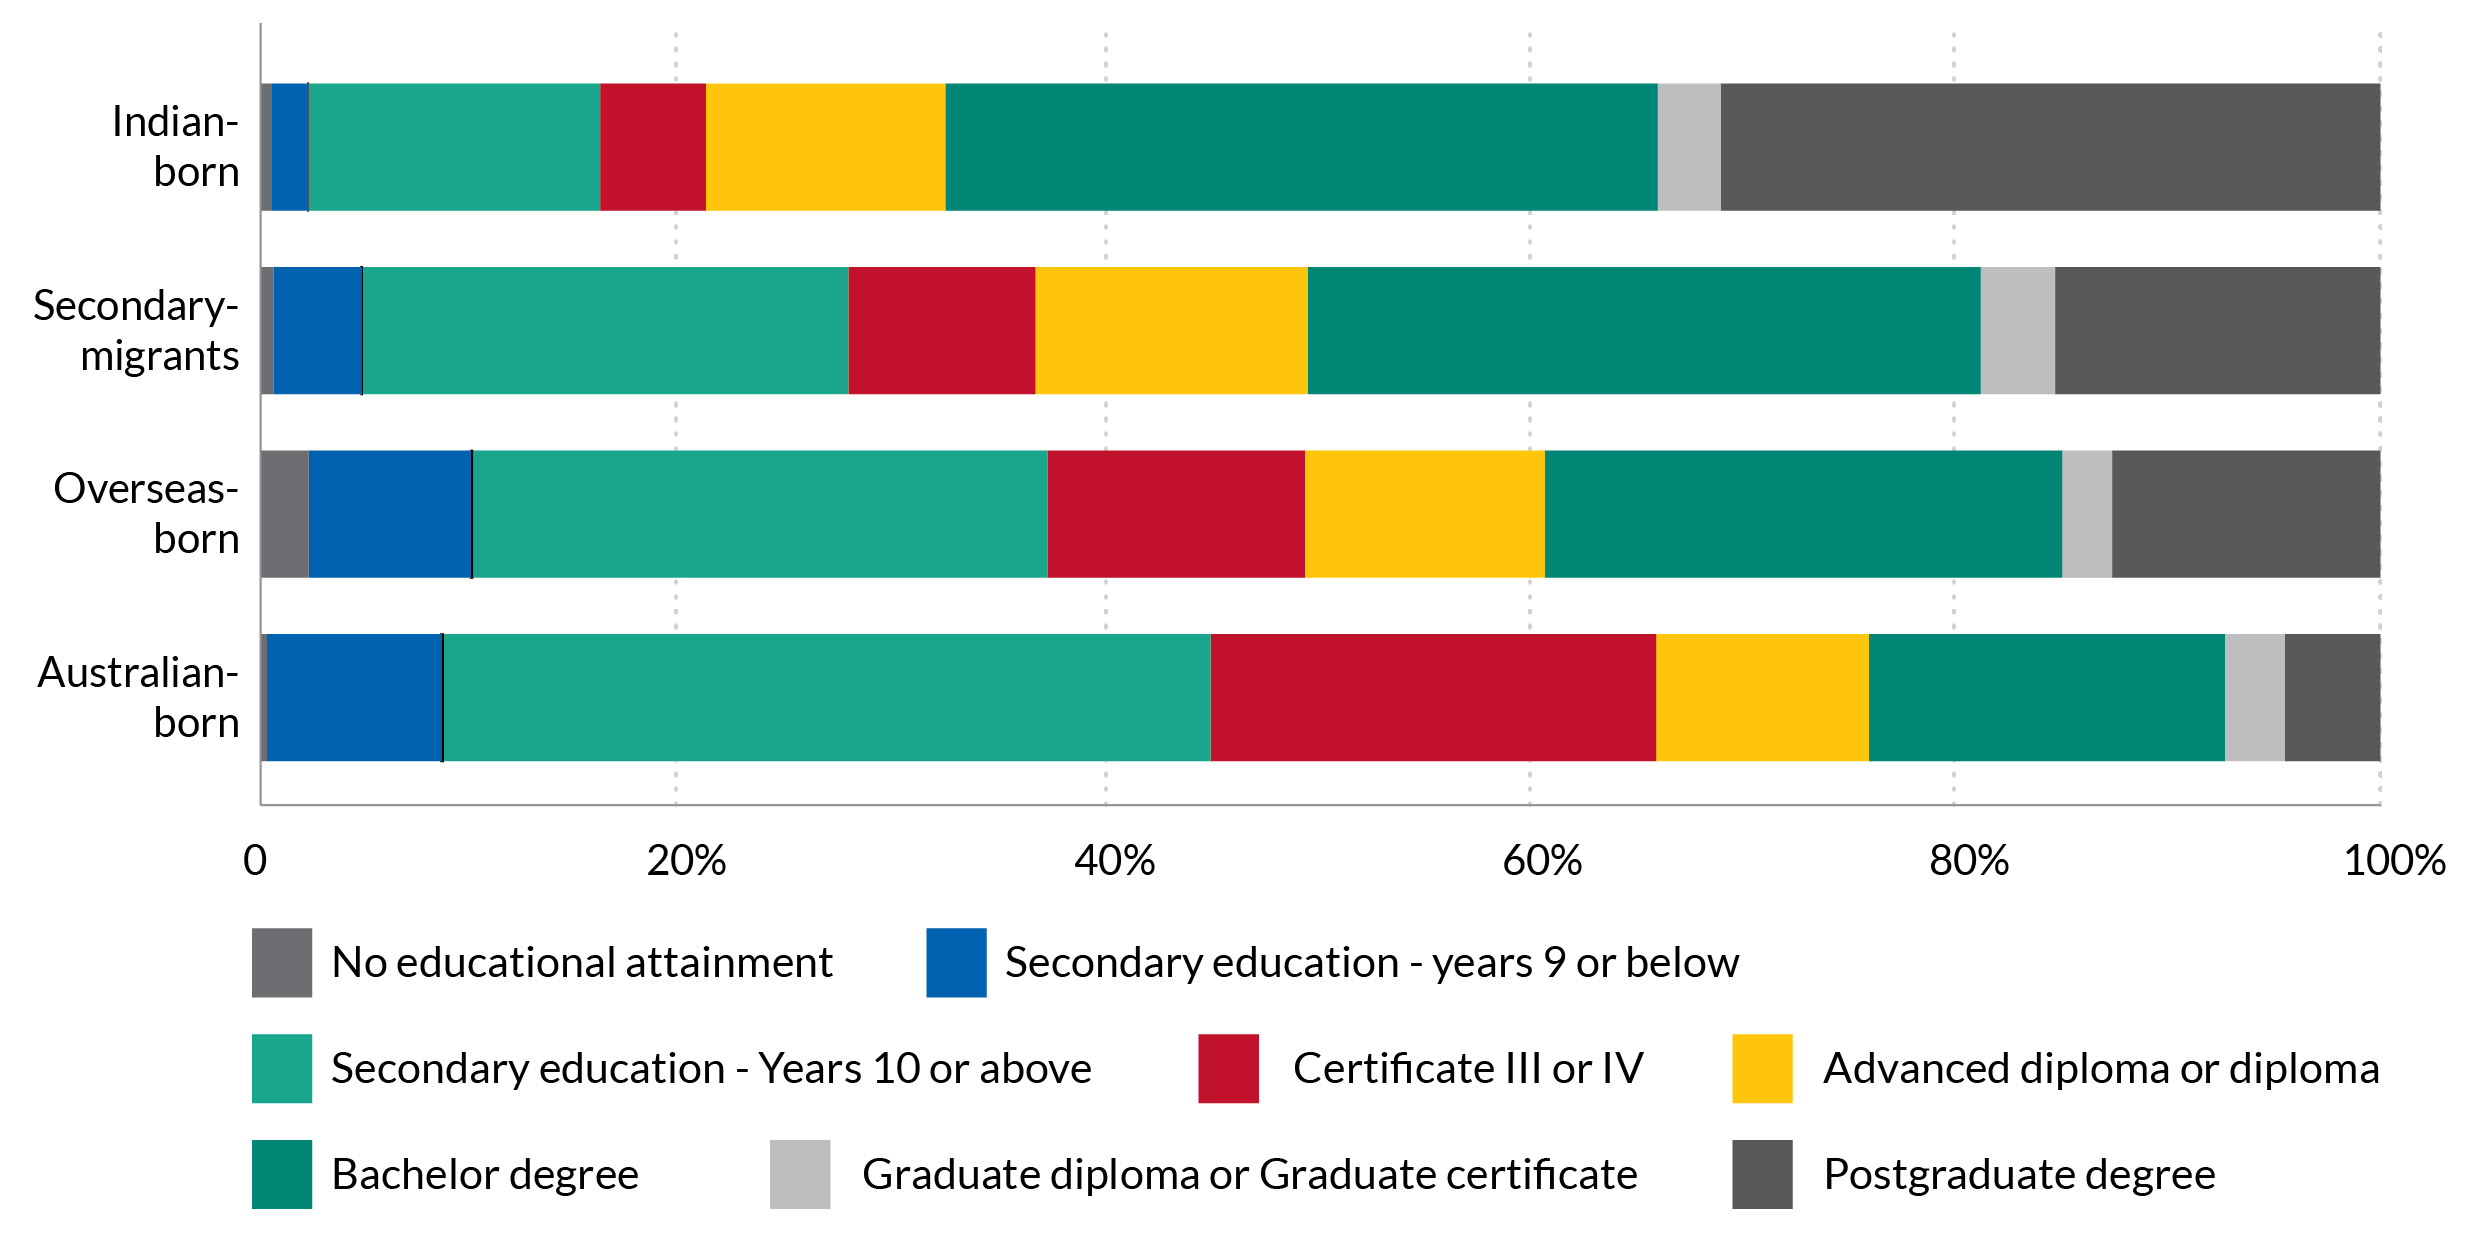 Indian-
born
Secondary-
migrants
Overseas-
born
Australian-
born
0 20% 40% 60% 80% 100%
No educational attainment Secondary education - years 9 or below
Secondary education - Years 10 or above Certificate III or IV Advanced diploma or diploma
Bachelor degree Graduate diploma or Graduate certificate Postgraduate degree